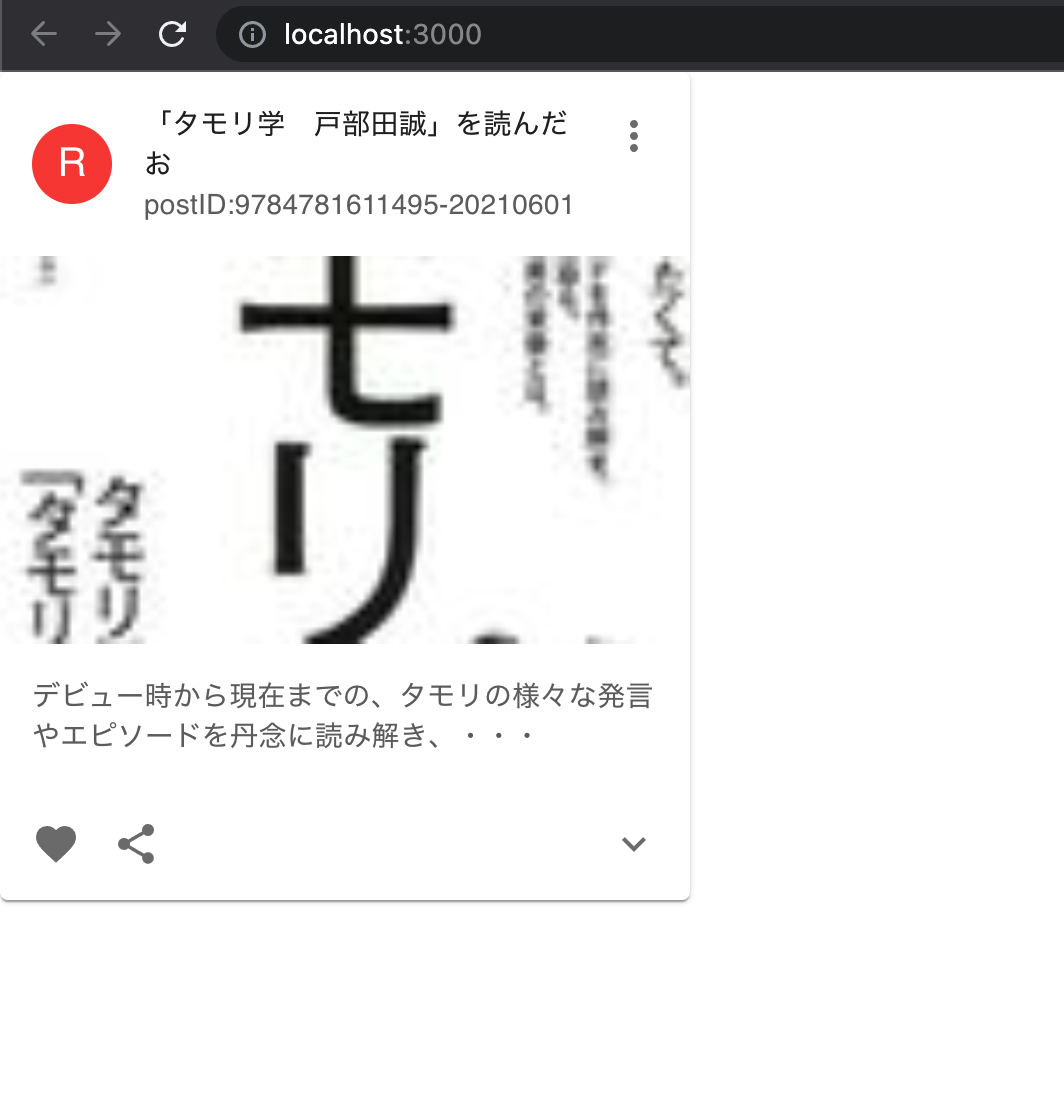 localhost:3000
R
「タモリ学　戸部田誠」を読んだ
お
postID:9784781611495-20210601
モ
リ
たくて。
タモリ
「タモリ
デビュー時から現在までの、タモリの様々な発言
やエピソードを丹念に読み解き、・・・